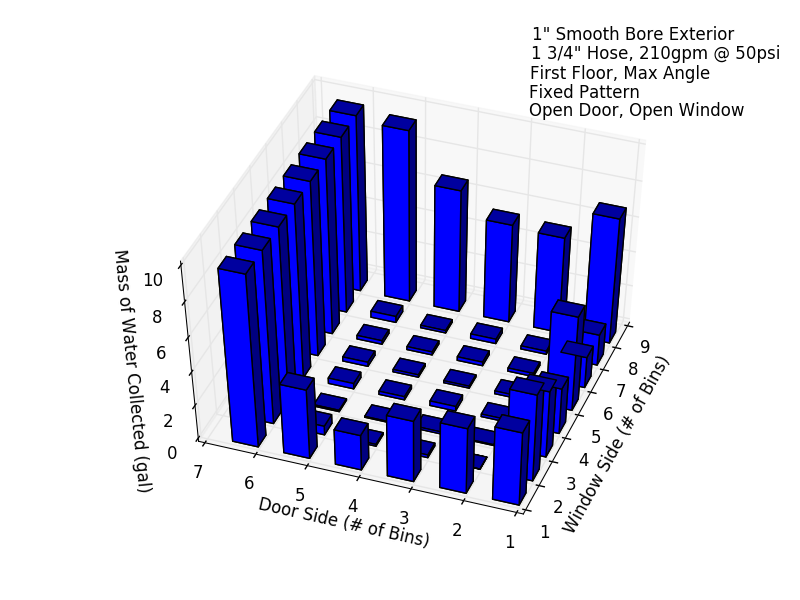 1" Smooth Bore Exterior
1 3/4" Hose, 210gpm @ 50psi
First Floor, Max Angle
Fixed Pattern
Open Door, Open Window
Mass of Water Collected (gal)
10
8
6
4
2
0
Door Side (# of Bins)
7
6
5
4
3
2
1
Window Side (# of Bins)
9
8
7
6
5
4
3
2
1